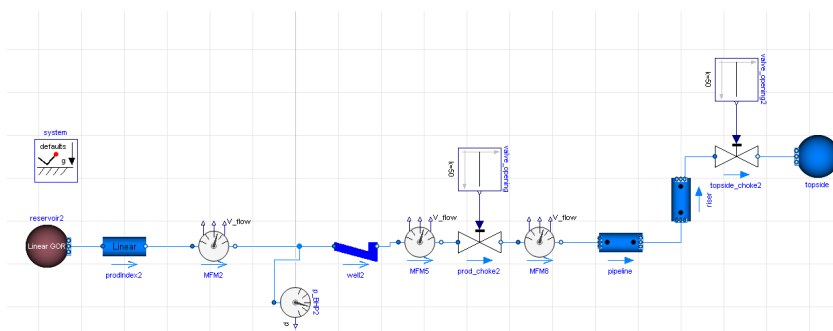 valve_opening2
k=50
system
defaults
g
valve_opening
k=50
topside_choke2
topside
riser
reservoir2
V_flow
V_flow
V_flow
Linear GOR
Linear
prodIndex2
MFM2
well2
MFM5
prod_choke2
MFM8
pipeline
p_BHP2
p